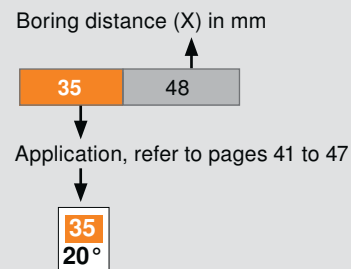 Boring distance (X) in mm
35 48
Application, refer to pages 41 to 47
35
20°